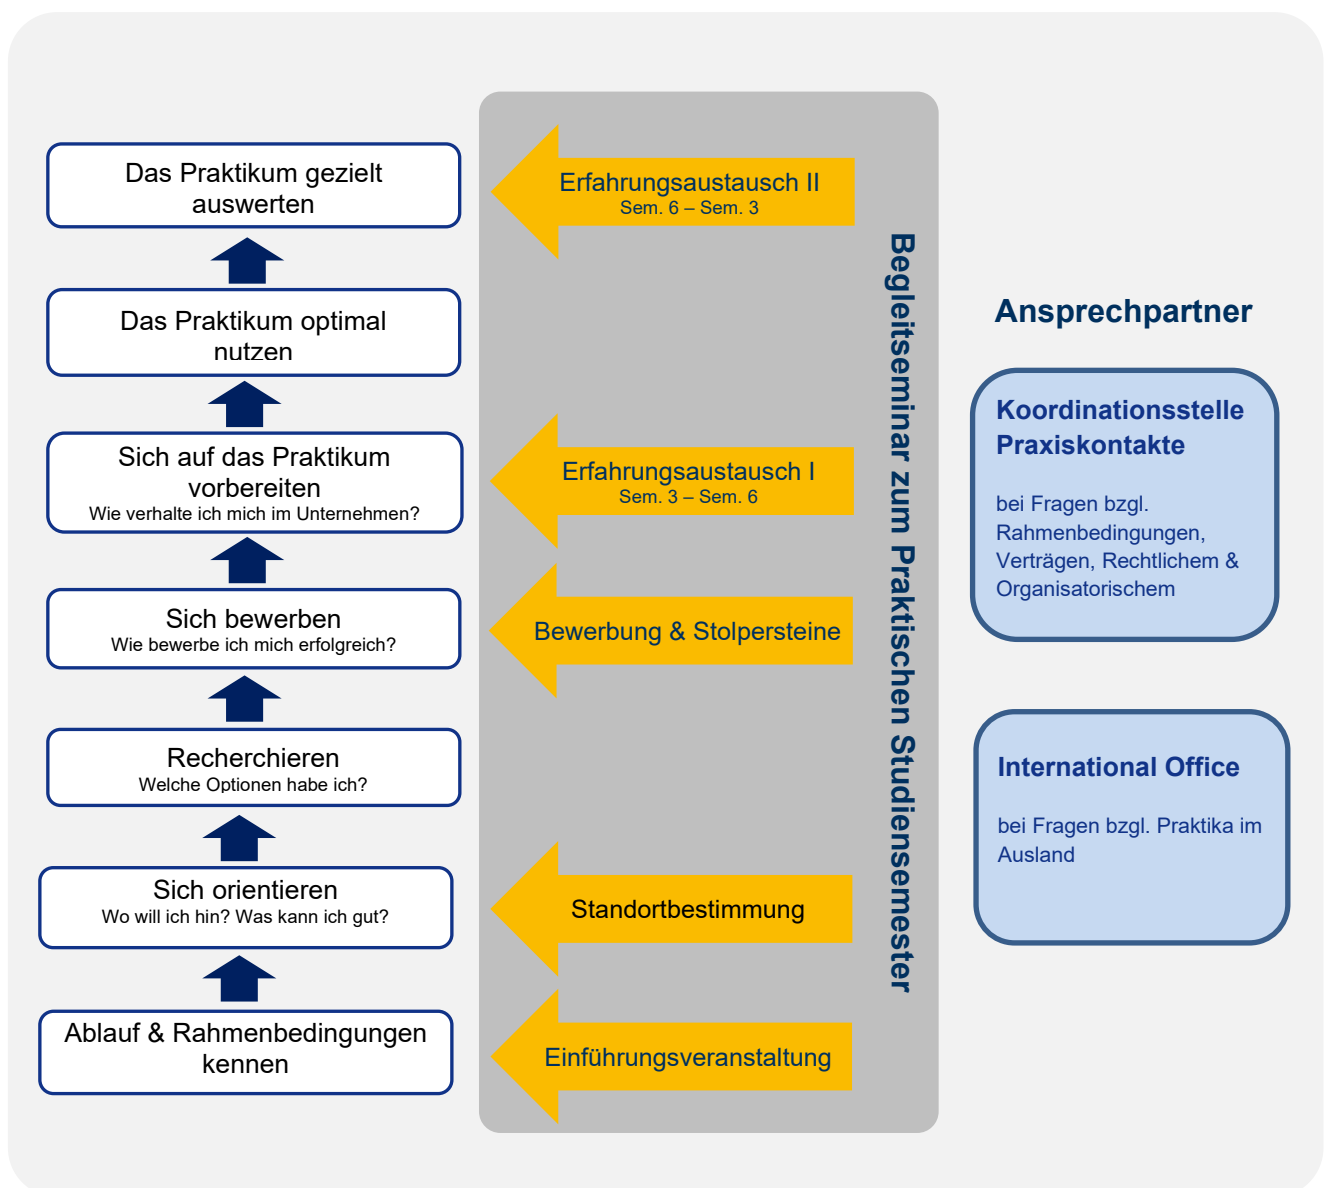 Das Praktikum gezielt
auswerten
Das Praktikum optimal
nutzen
Sich auf das Praktikum
vorbereiten
Wie verhalte ich mich im Unternehmen?
Sich bewerben
Wie bewerbe ich mich erfolgreich?
Recherchieren
Welche Optionen habe ich?
Sich orientieren
Wo will ich hin? Was kann ich gut?
Ablauf & Rahmenbedingungen
kennen
Erfahrungsaustausch II
Sem. 6 – Sem. 3
Erfahrungsaustausch I
Sem. 3 – Sem. 6
Bewerbung & Stolpersteine
Standortbestimmung
Einführungsveranstaltung
Begleitseminar zum Praktischen Studiensemester
Ansprechpartner
Koordinationsstelle
Praxiskontakte
bei Fragen bzgl.
Rahmenbedingungen,
Verträgen, Rechtlichem &
Organisatorischem
International Office
bei Fragen bzgl. Praktika im
Ausland